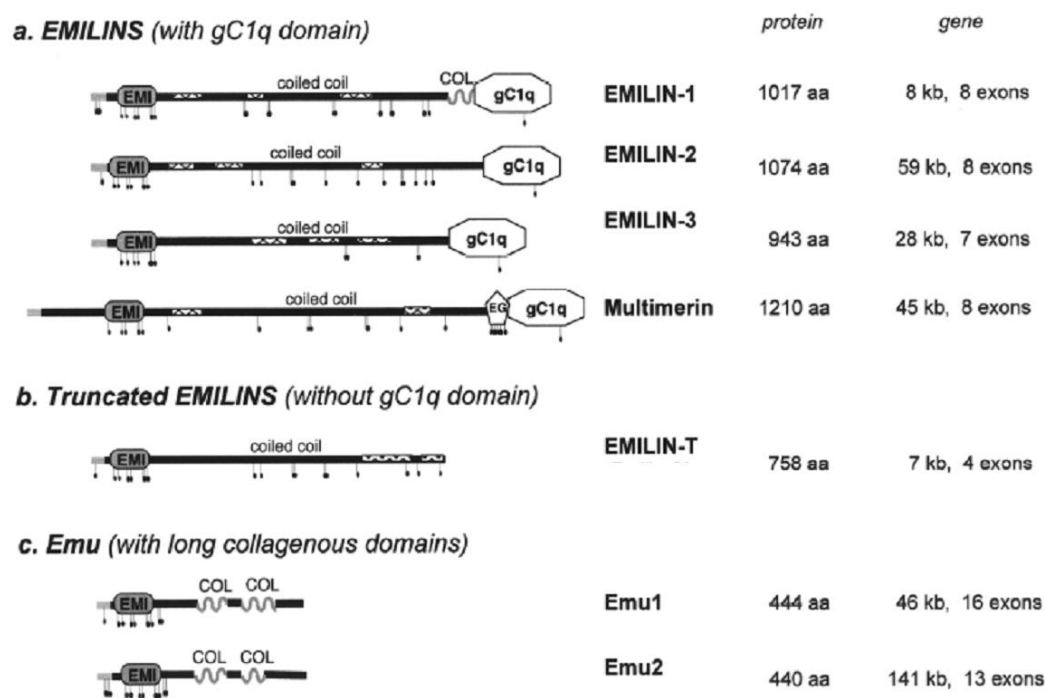 protein gene
a. EMILINS (with gC1q domain)
coiled coil COL
EMI gC1q EMILIN-1 1017 aa 8 kb, 8 exons
coiled coil
EMI gC1q EMILIN-2 1074 aa 59 kb, 8 exons
EMI coiled coil gC1q EMILIN-3 943 aa 28 kb, 7 exons
coiled coil
EMI EG gC1q Multimerin 1210 aa 45 kb, 8 exons
b. Truncated EMILINS (without gC1q domain)
coiled coil
EMI EMILIN-T 758 aa 7 kb, 4 exons
c. Emu (with long collagenous domains)
COL COL
EMI Emu1 444 aa 46 kb, 16 exons
COL COL
EMI Emu2 440 aa 141 kb, 13 exons